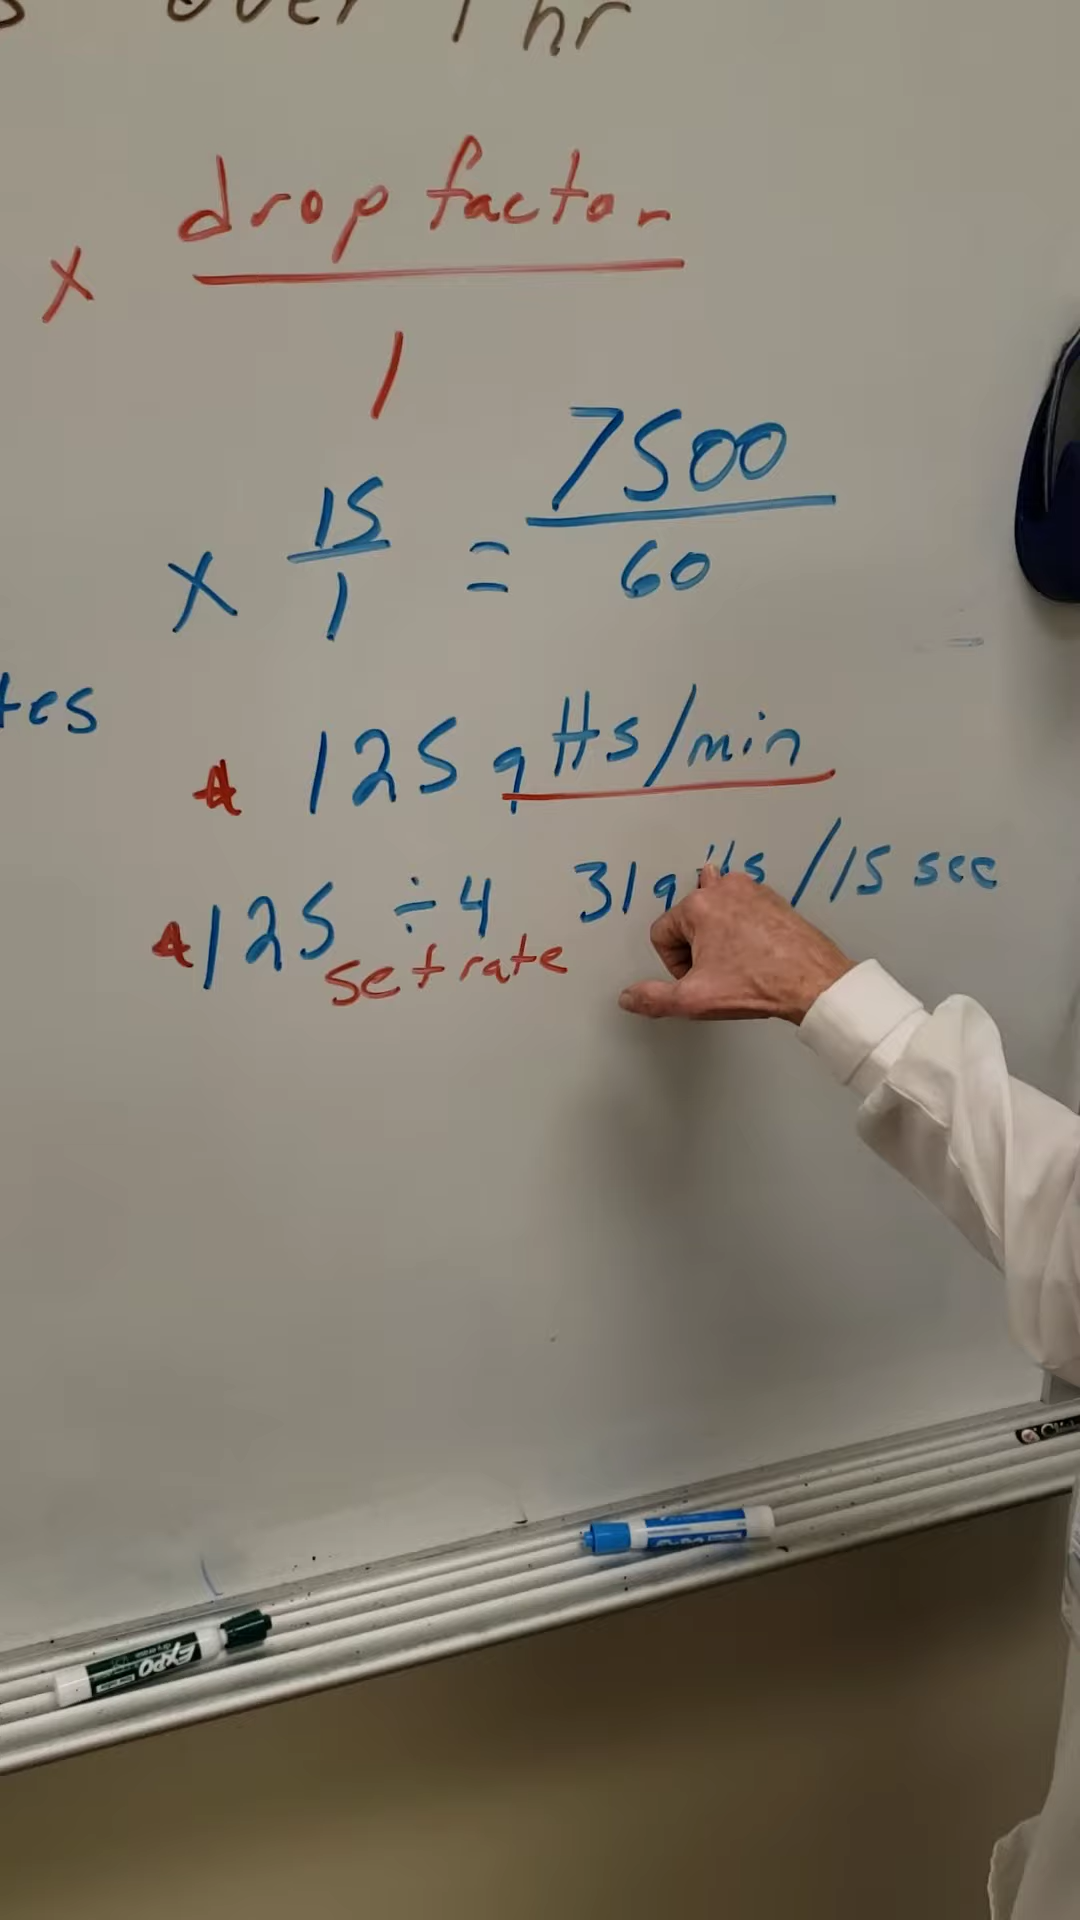 over 1 hr
x drop factor
1
x 15/1 = 7500/60
tes
125 gtts/min
125 ÷ 4 31 gtts/15 sec
set rate
EXPO